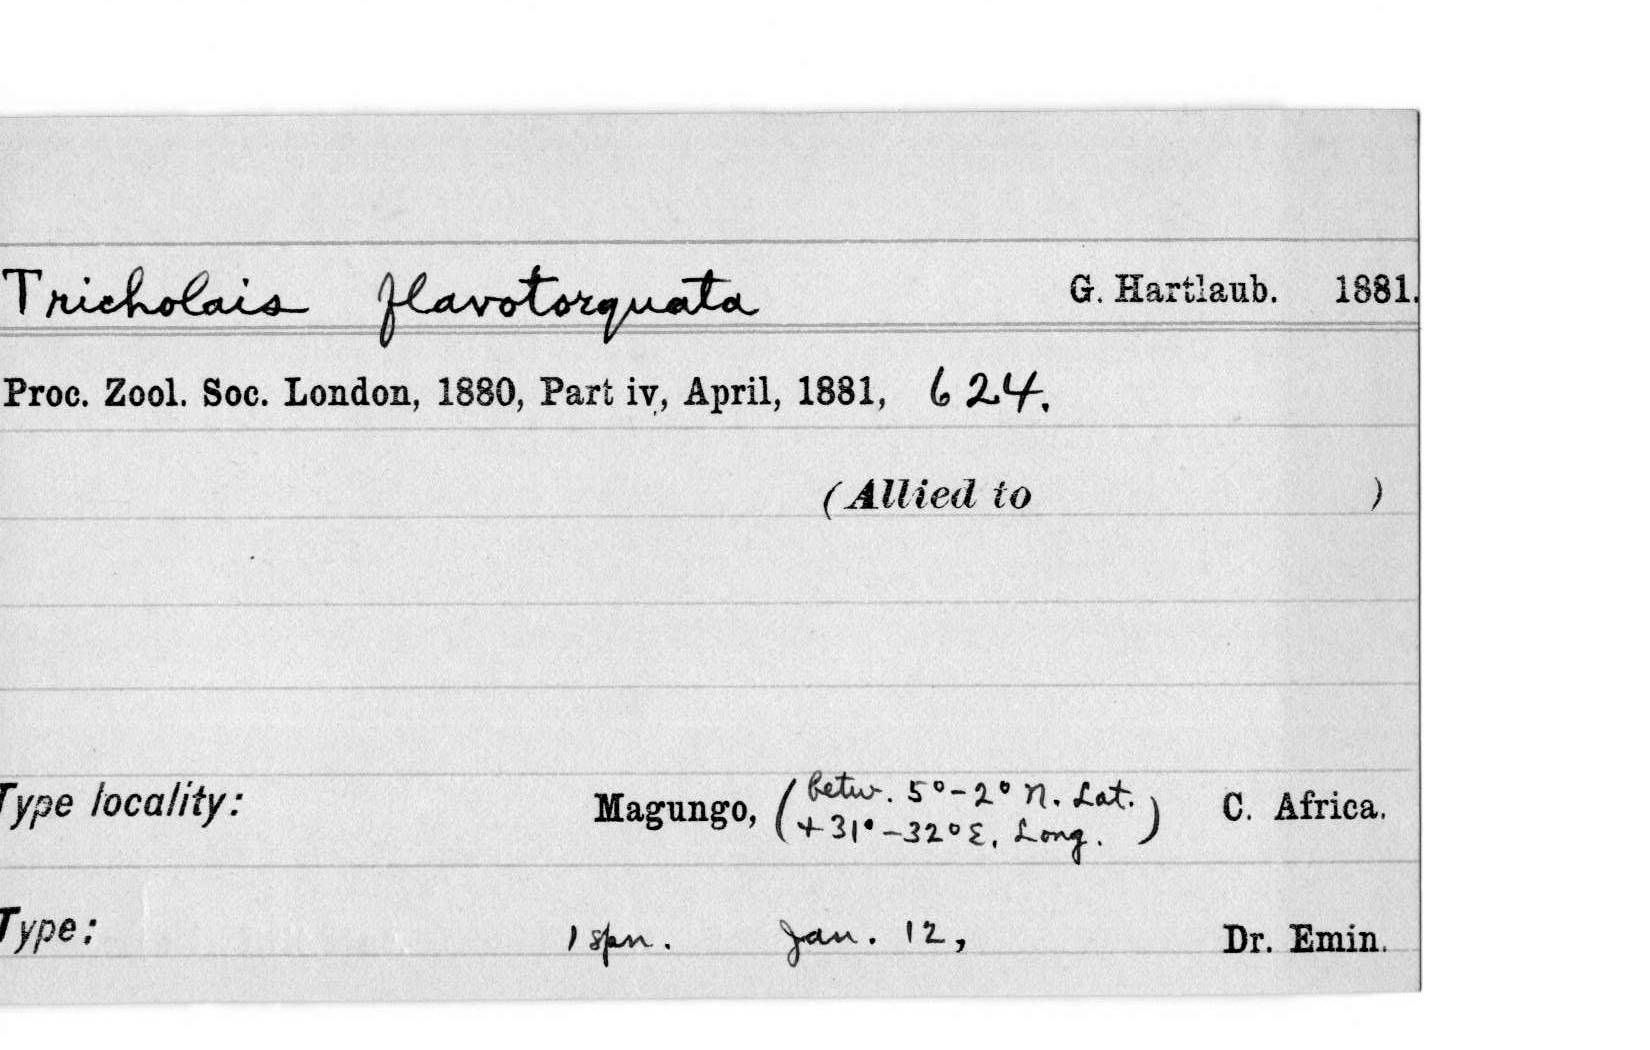 Tricholais flavotorquata G. Hartlaub. 1881.
Proc. Zool. Soc. London, 1880, Part iv, April, 1881, 624.
(Allied to )
Type locality: Magungo, (betw. 5°-2° N. Lat. + 31°-32° E. Long.) C. Africa.
Type: 1 spn. Jan. 12, Dr. Emin.